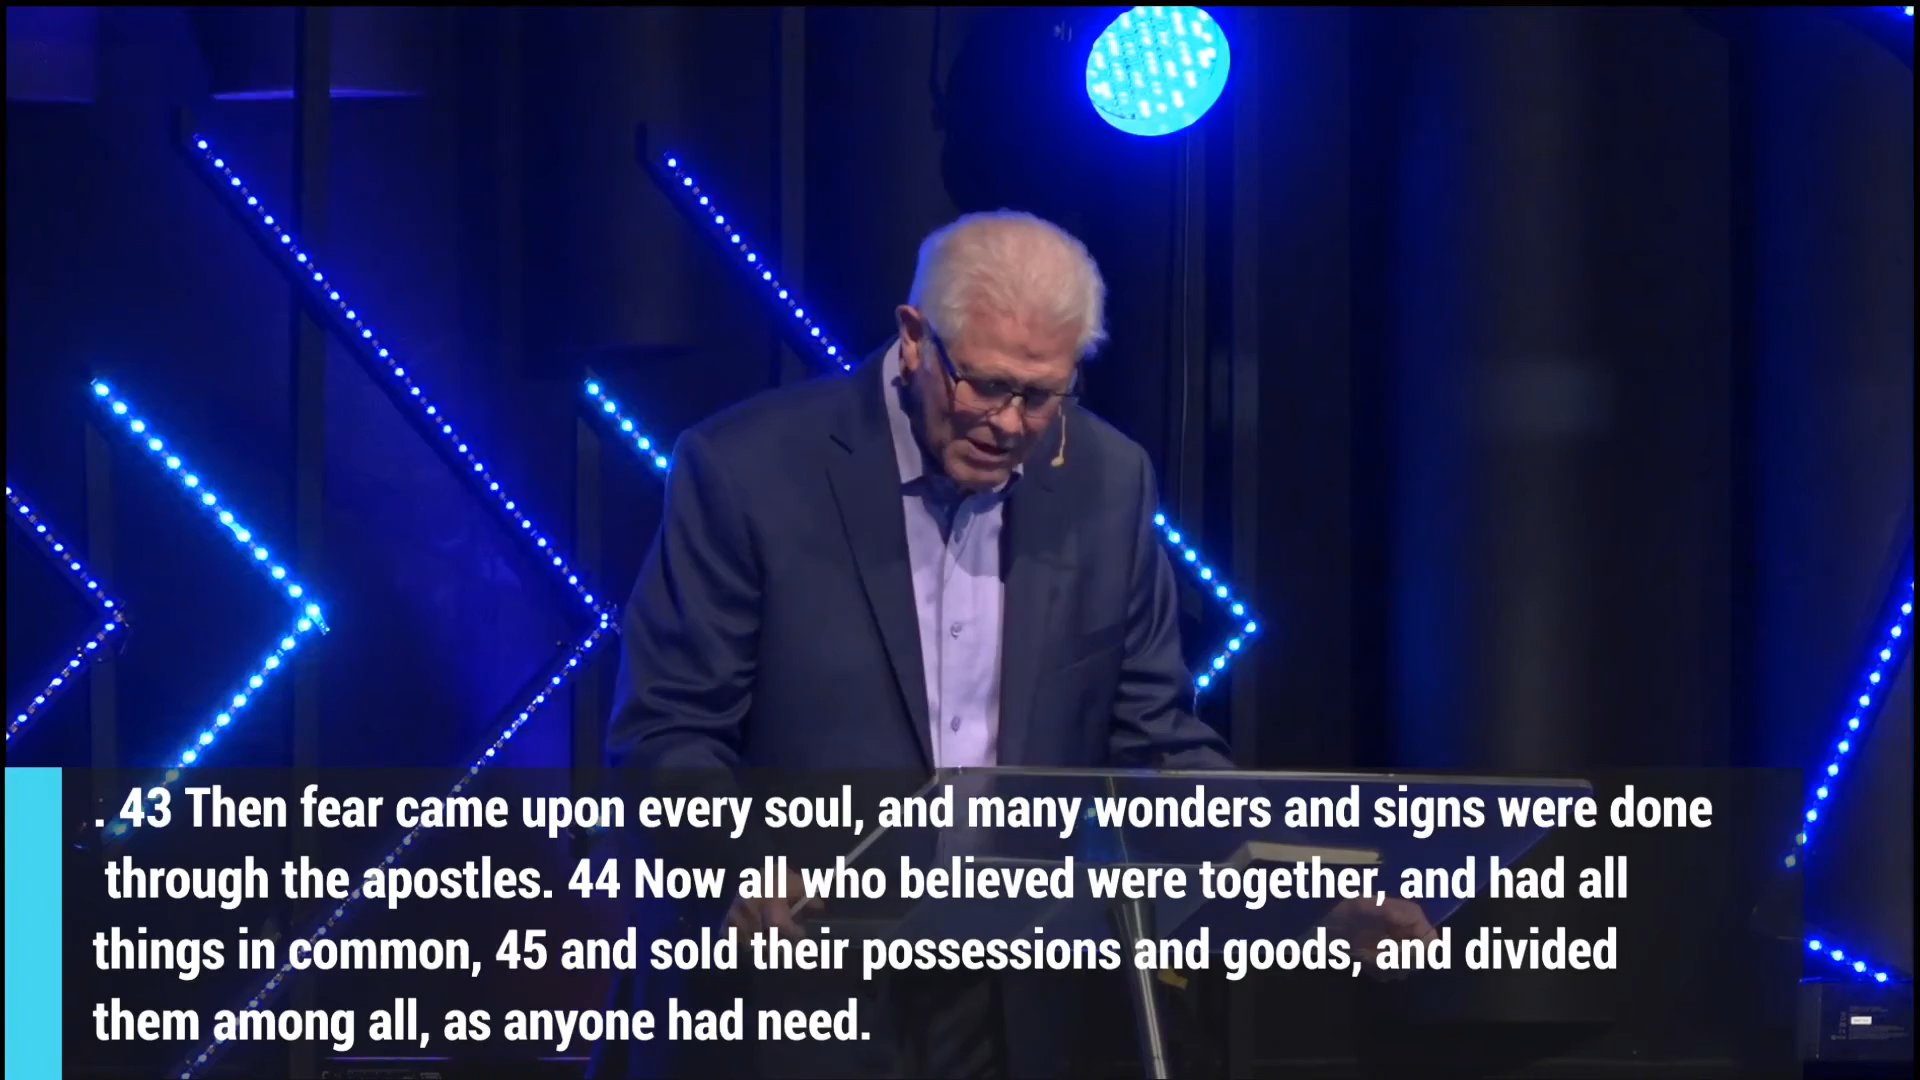 . 43 Then fear came upon every soul, and many wonders and signs were done
through the apostles. 44 Now all who believed were together, and had all
things in common, 45 and sold their possessions and goods, and divided
them among all, as anyone had need.